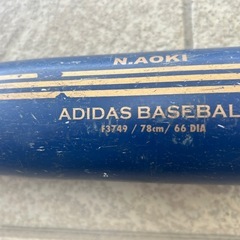 N.AOKI
ADIDAS BASEBAL
F3749 / 78cm / 66 DIA